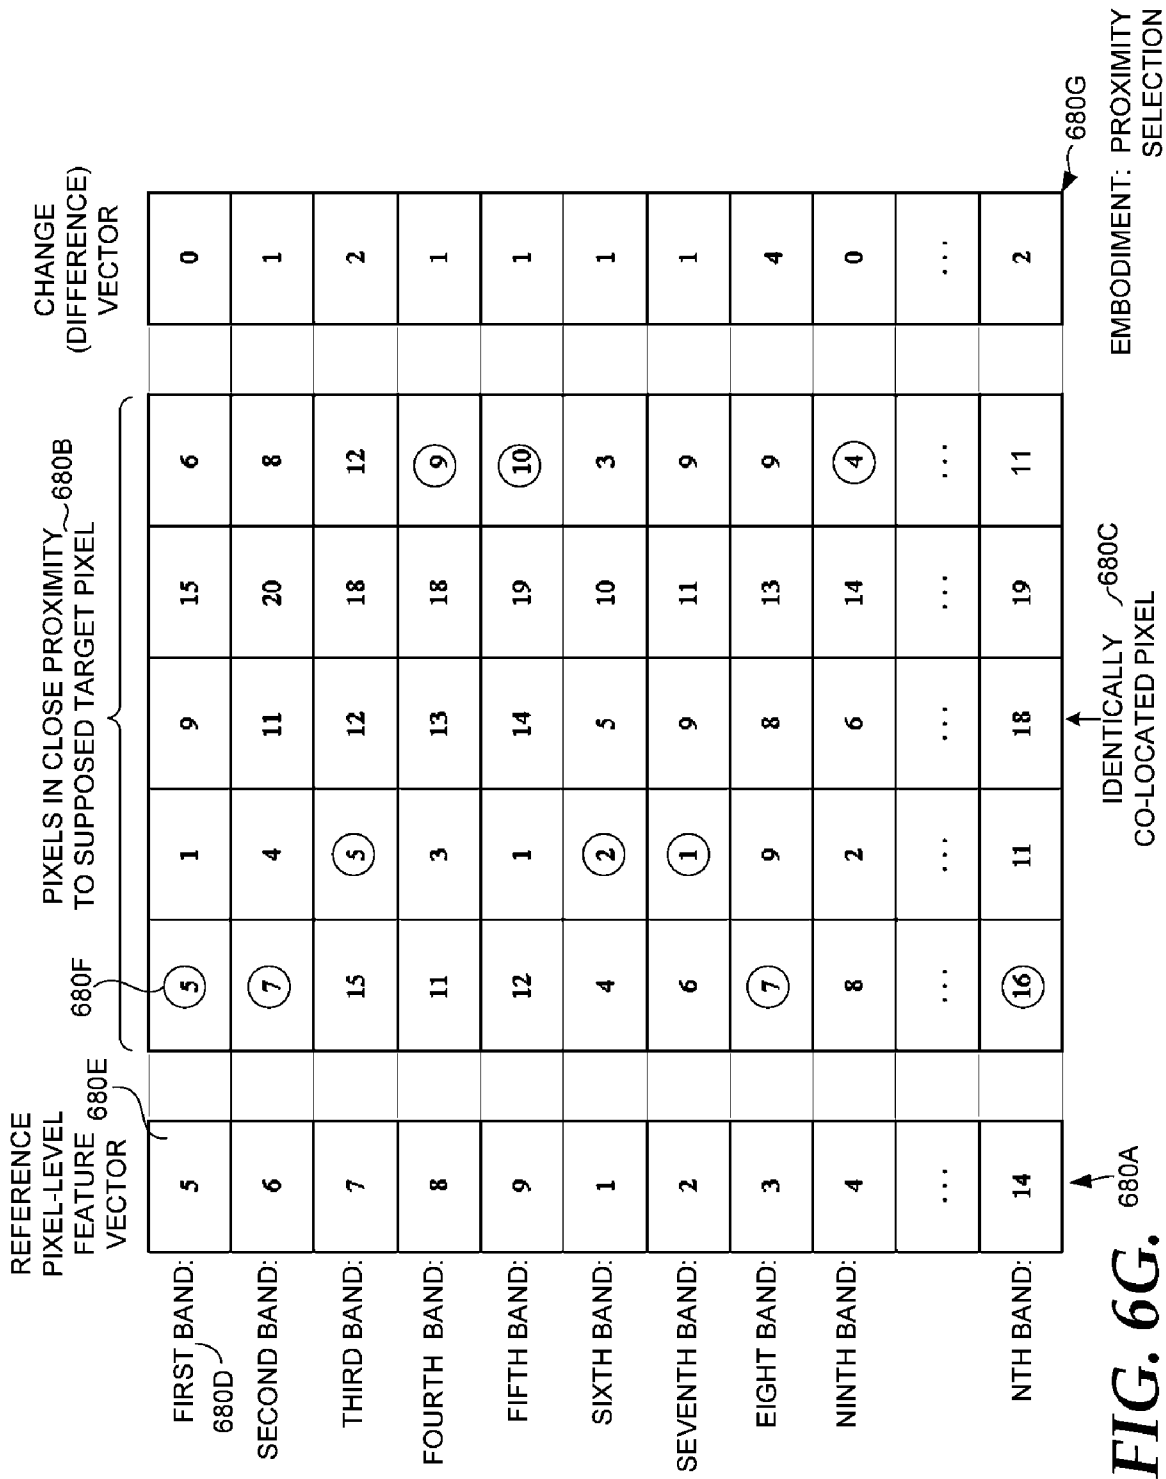 REFERENCE
PIXEL-LEVEL
FEATURE 680E
VECTOR
680F
PIXELS IN CLOSE PROXIMITY 680B
TO SUPPOSED TARGET PIXEL
CHANGE
(DIFFERENCE)
VECTOR
FIRST BAND: 5 5 1 9 15 6 0
680D
SECOND BAND: 6 7 4 11 20 8 1
THIRD BAND: 7 15 5 12 18 12 2
FOURTH BAND: 8 11 3 13 18 9 1
FIFTH BAND: 9 12 1 14 19 10 1
SIXTH BAND: 1 4 2 5 10 3 1
SEVENTH BAND: 2 6 1 9 11 9 1
EIGHT BAND: 3 7 9 8 13 9 4
NINTH BAND: 4 8 2 6 14 4 0
... ... ... ... ... ... ...
NTH BAND: 14 16 11 18 19 11 2
680A
IDENTICALLY 680C
CO-LOCATED PIXEL
680G
FIG. 6G.
EMBODIMENT: PROXIMITY
SELECTION